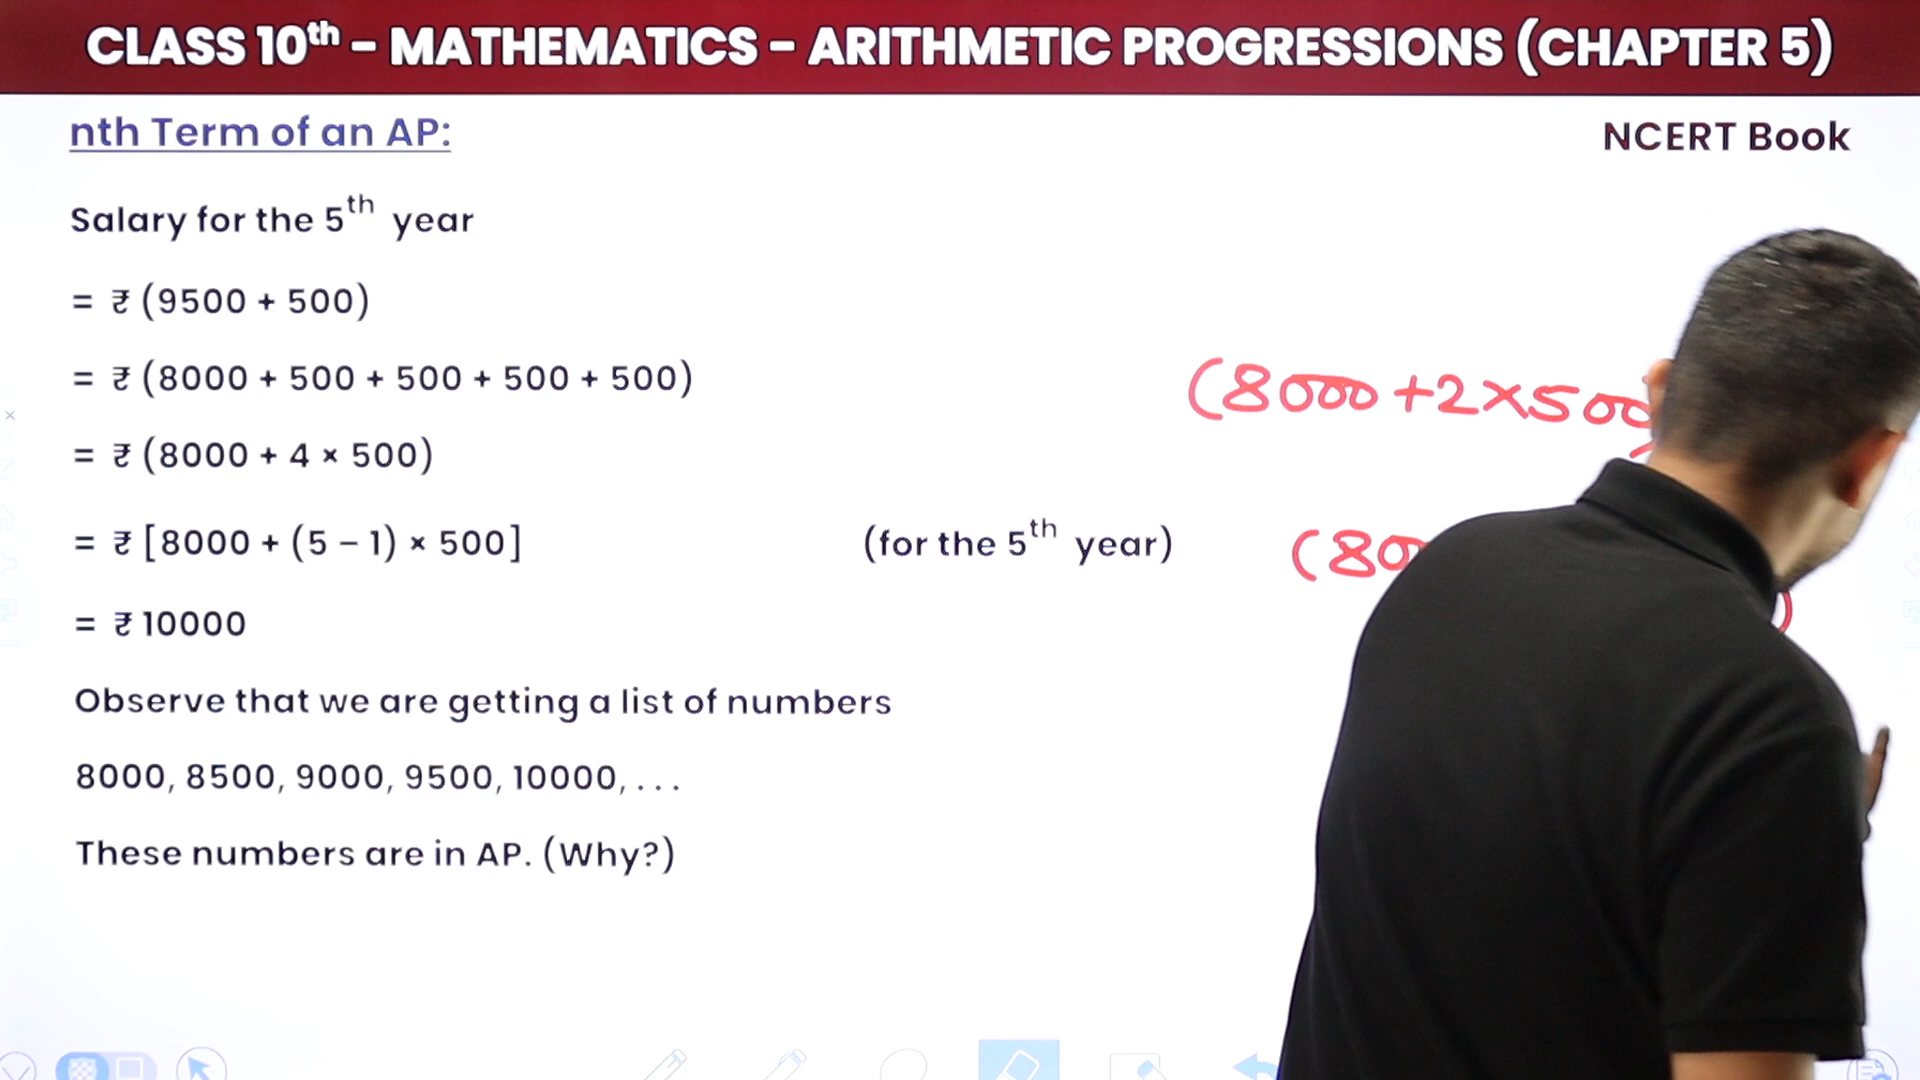 CLASS 10th – MATHEMATICS – ARITHMETIC PROGRESSIONS (CHAPTER 5)
nth Term of an AP:
NCERT Book
Salary for the 5th year
= ₹ (9500 + 500)
= ₹ (8000 + 500 + 500 + 500 + 500)
(8000 + 2 × 500
= ₹ (8000 + 4 × 500)
= ₹ [8000 + (5 – 1) × 500] (for the 5th year)
= ₹ 10000
Observe that we are getting a list of numbers
8000, 8500, 9000, 9500, 10000, . . .
These numbers are in AP. (Why?)